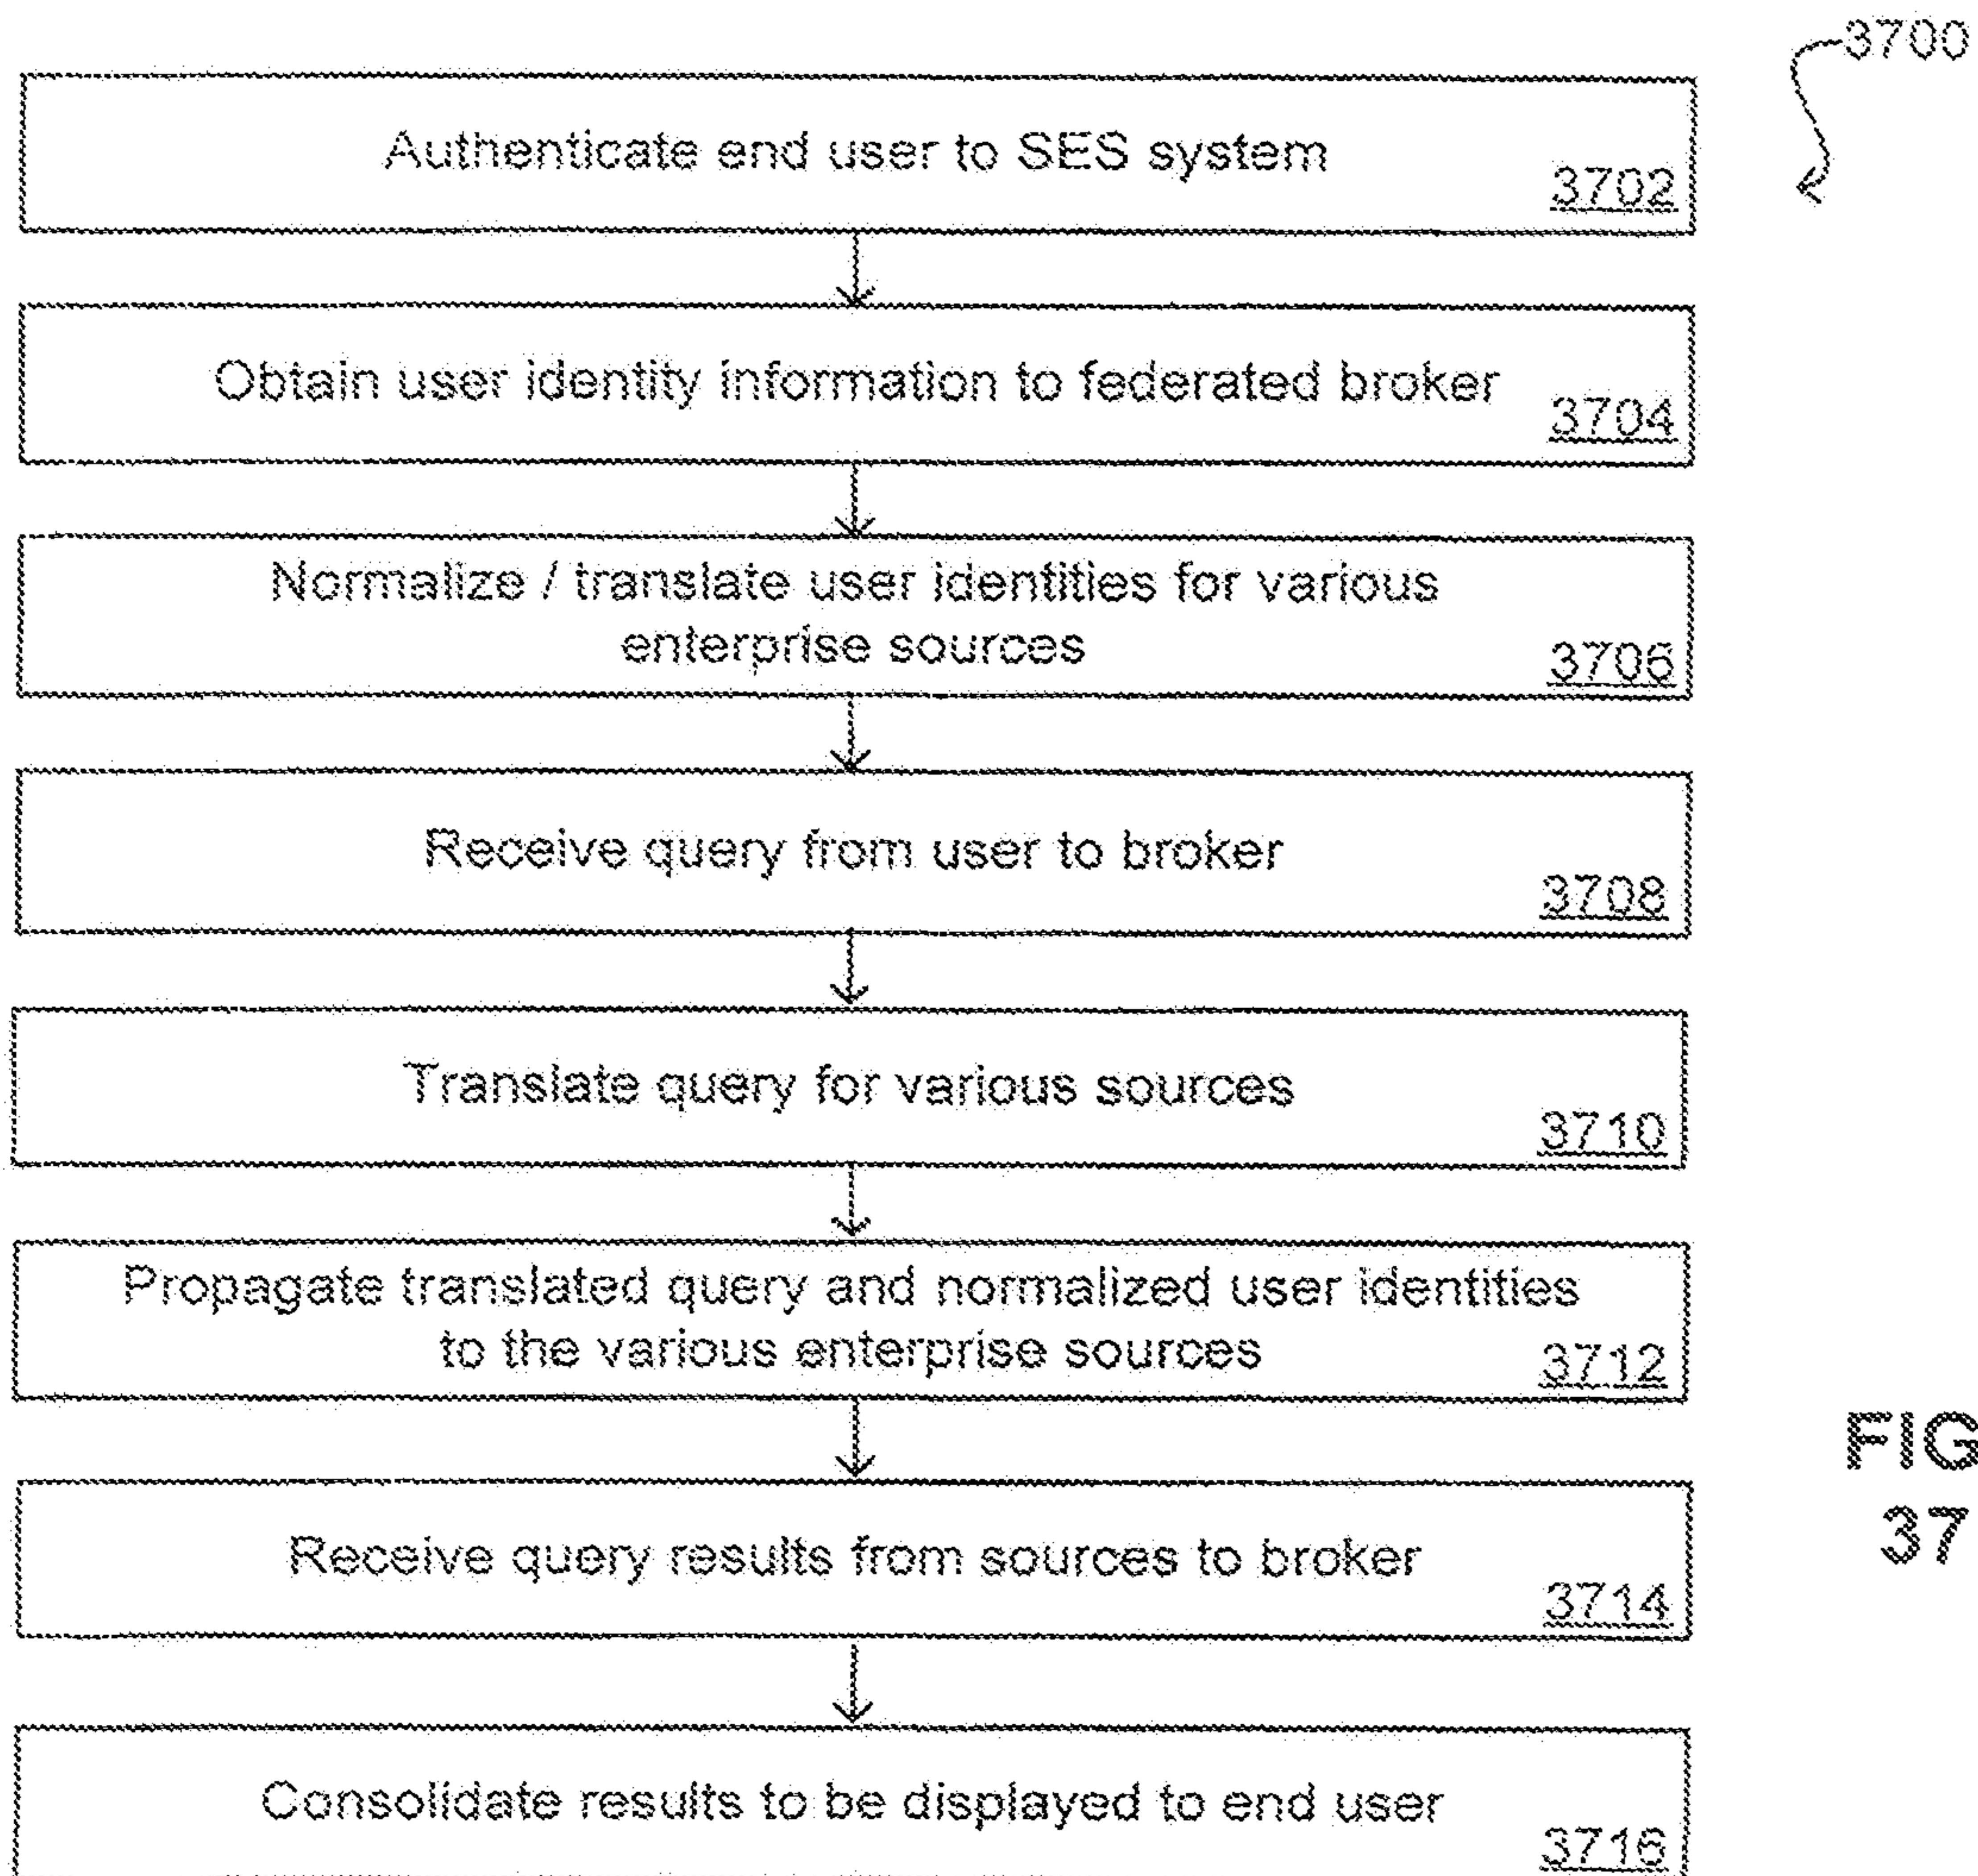 3700
Authenticate end user to SES system
3702
Obtain user identity information to federated broker
3704
Normalize / translate user identities for various
enterprise sources
3706
Receive query from user to broker
3708
Translate query for various sources
3710
Propagate translated query and normalized user identities
to the various enterprise sources
3712
Receive query results from sources to broker
3714
Consolidate results to be displayed to end user
3716
FIG
37